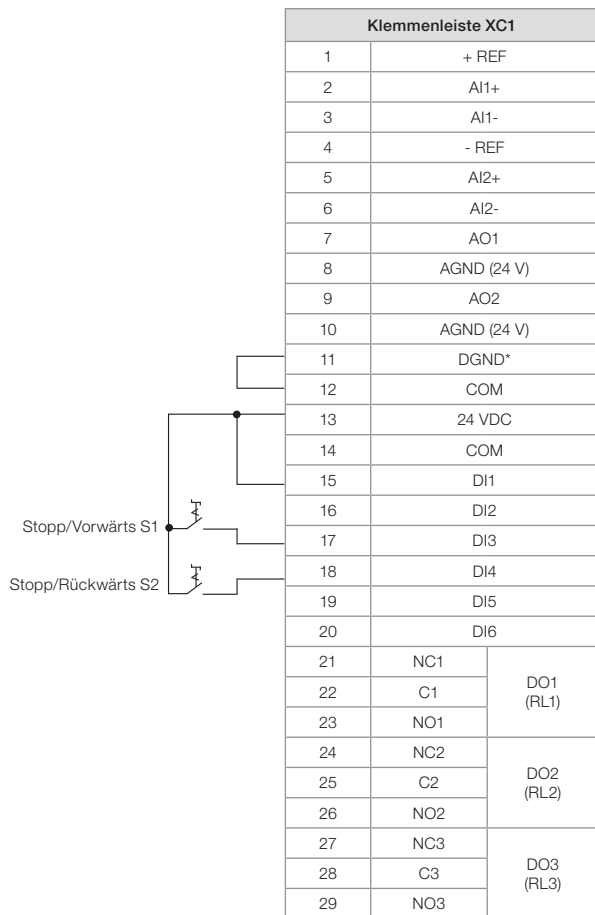 Klemmenleiste XC1
1 + REF
2 AI1+
3 AI1-
4 - REF
5 AI2+
6 AI2-
7 AO1
8 AGND (24 V)
9 AO2
10 AGND (24 V)
11 DGND*
12 COM
13 24 VDC
14 COM
15 DI1
16 DI2
Stopp/Vorwärts S1
17 DI3
18 DI4
Stopp/Rückwärts S2
19 DI5
20 DI6
21 NC1
22 C1
DO1
(RL1)
23 NO1
24 NC2
25 C2
DO2
(RL2)
26 NO2
27 NC3
28 C3
DO3
(RL3)
29 NO3